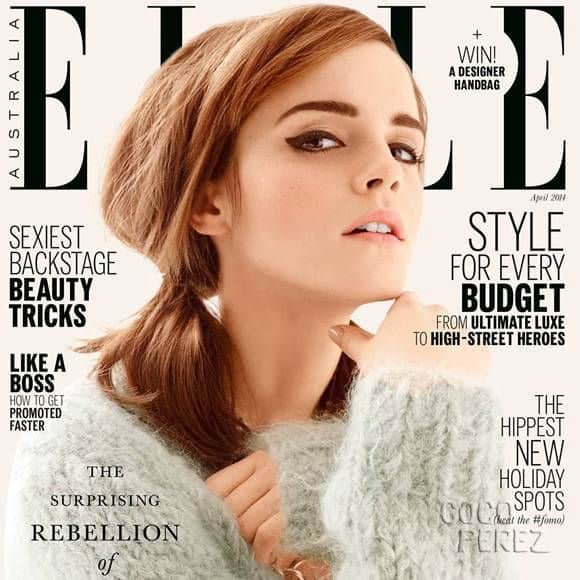 AUSTRALIA
ELLE
+
WIN!
A DESIGNER
HANDBAG
April 2014
SEXIEST
BACKSTAGE
BEAUTY
TRICKS
LIKE A
BOSS
HOW TO GET
PROMOTED
FASTER
STYLE
FOR EVERY
BUDGET
FROM ULTIMATE LUXE
TO HIGH-STREET HEROES
THE
HIPPEST
NEW
HOLIDAY
SPOTS
(beat the #fomo)
THE
SURPRISING
REBELLION
of
COCO
PEREZ